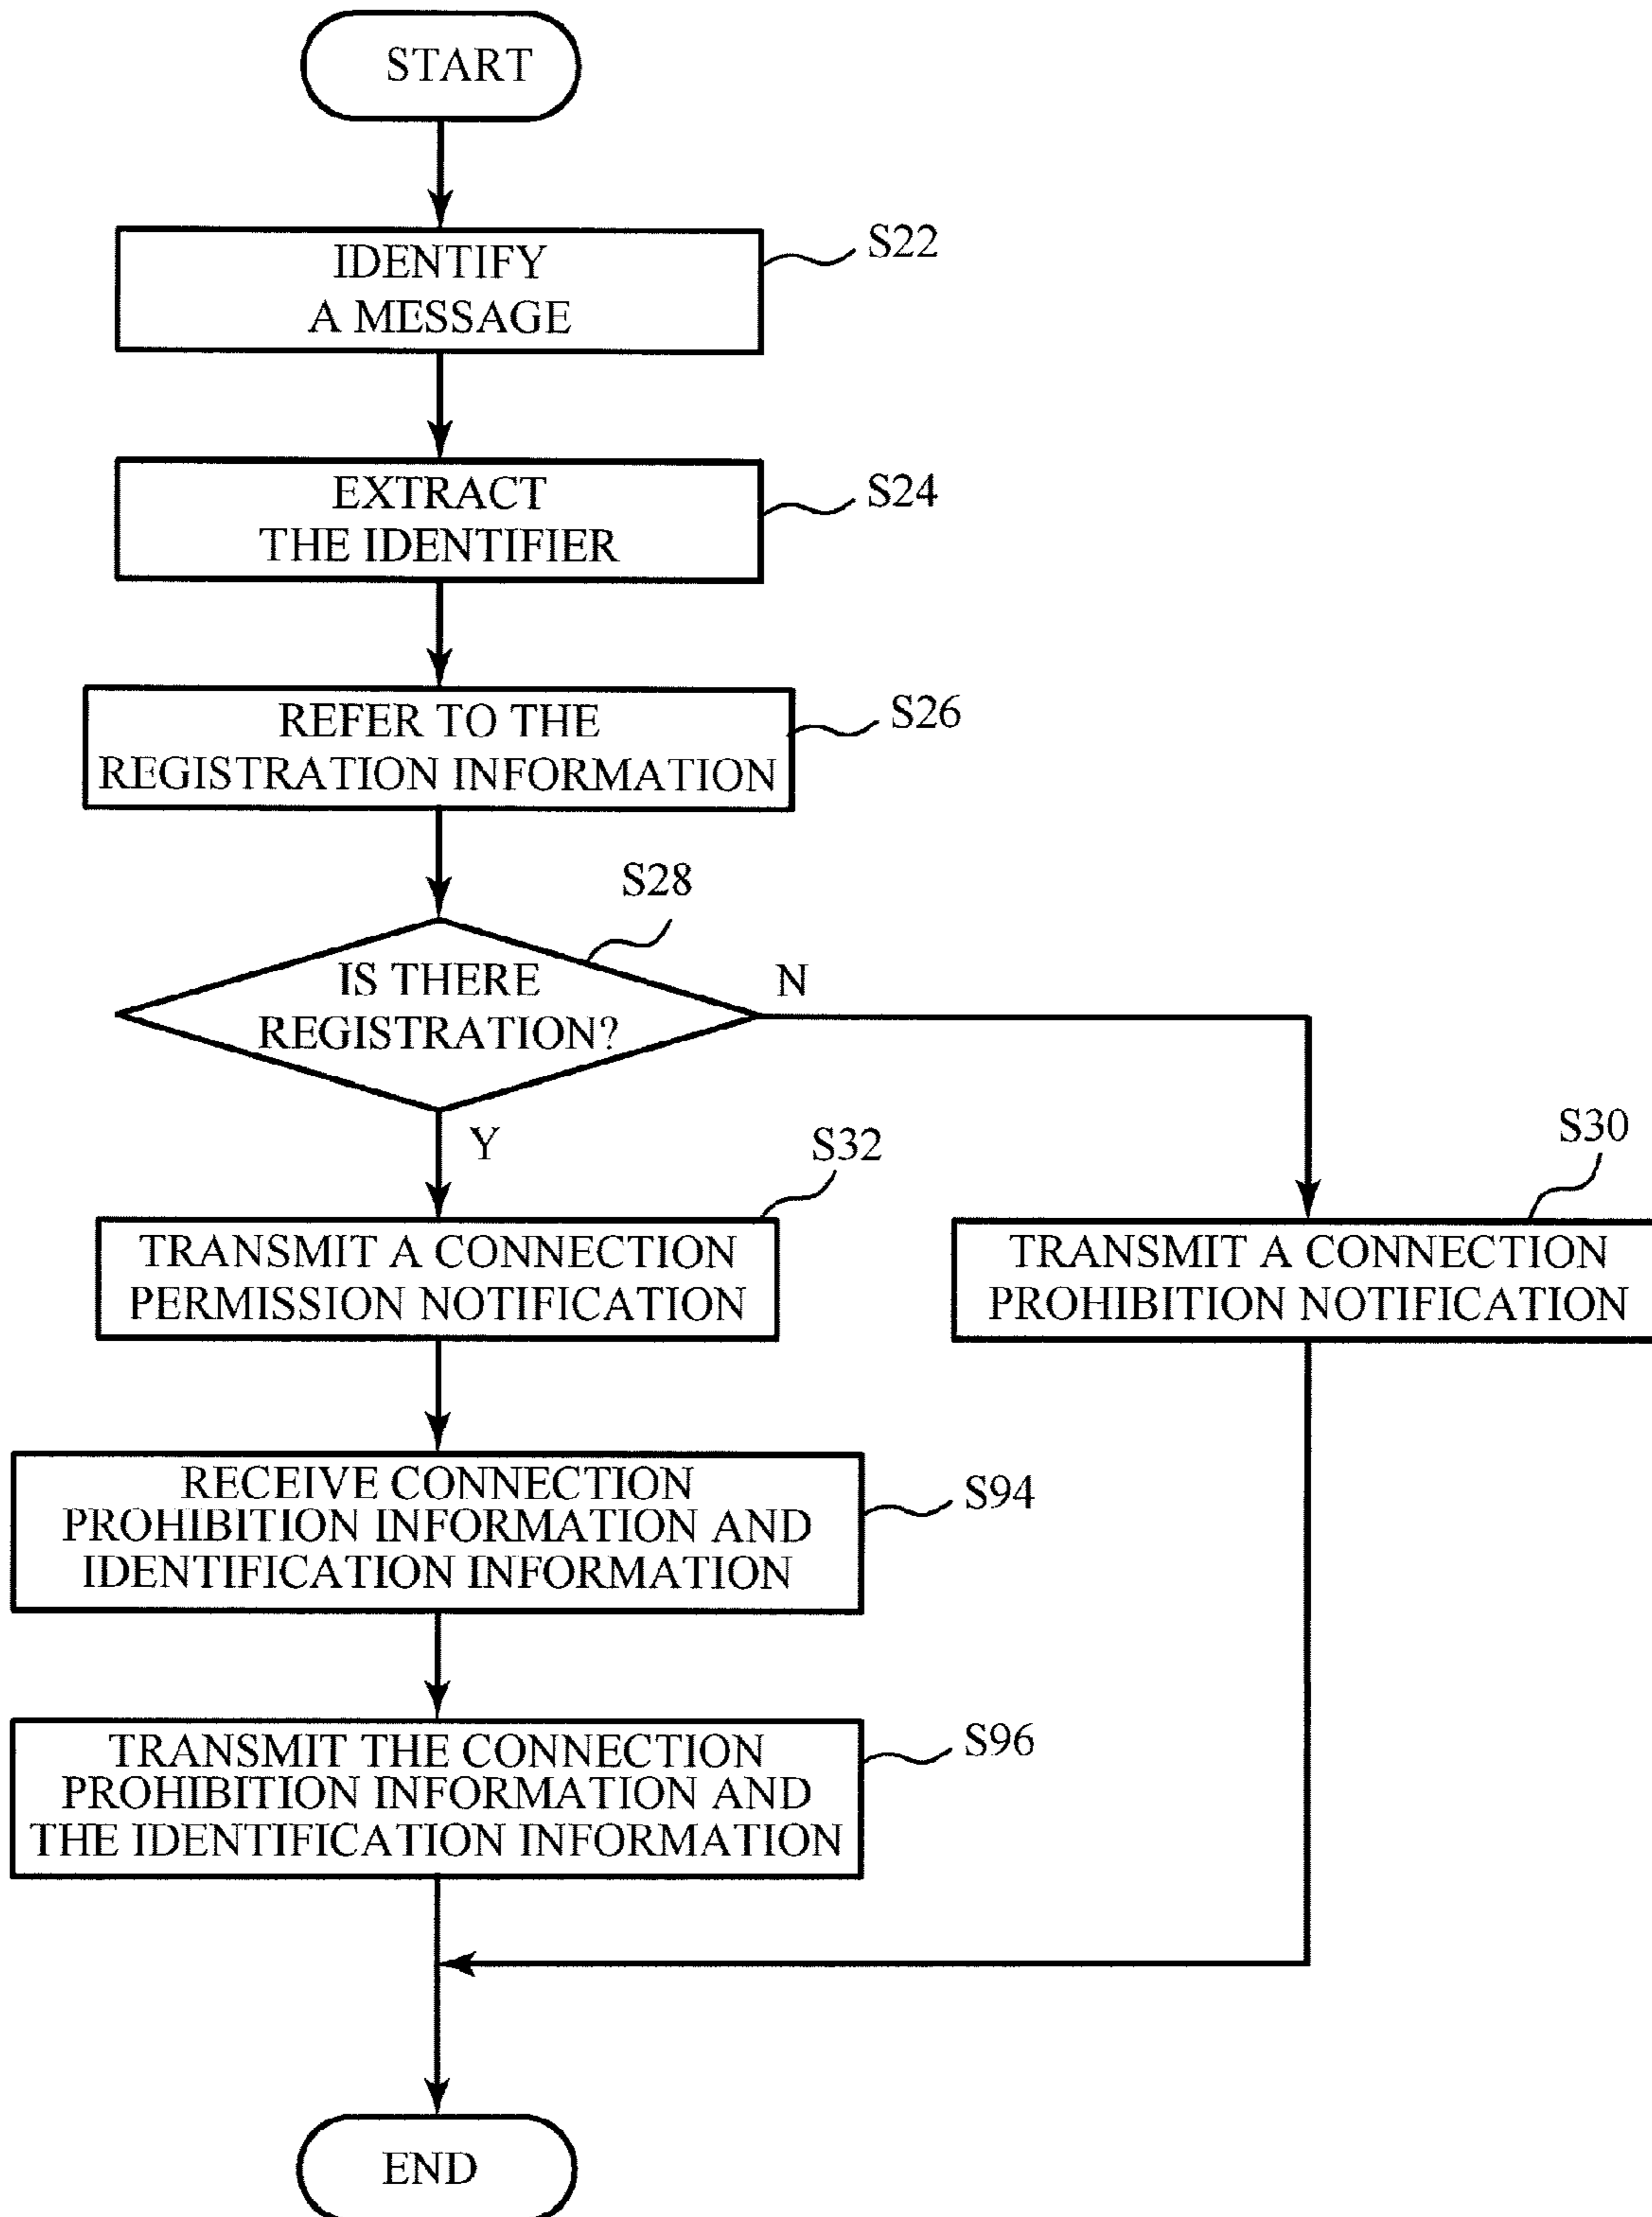 START
IDENTIFY
A MESSAGE
S22
EXTRACT
THE IDENTIFIER
S24
REFER TO THE
REGISTRATION INFORMATION
S26
S28
IS THERE
REGISTRATION?
N
Y
S32
TRANSMIT A CONNECTION
PERMISSION NOTIFICATION
S30
TRANSMIT A CONNECTION
PROHIBITION NOTIFICATION
RECEIVE CONNECTION
PROHIBITION INFORMATION AND
IDENTIFICATION INFORMATION
S94
TRANSMIT THE CONNECTION
PROHIBITION INFORMATION AND
THE IDENTIFICATION INFORMATION
S96
END